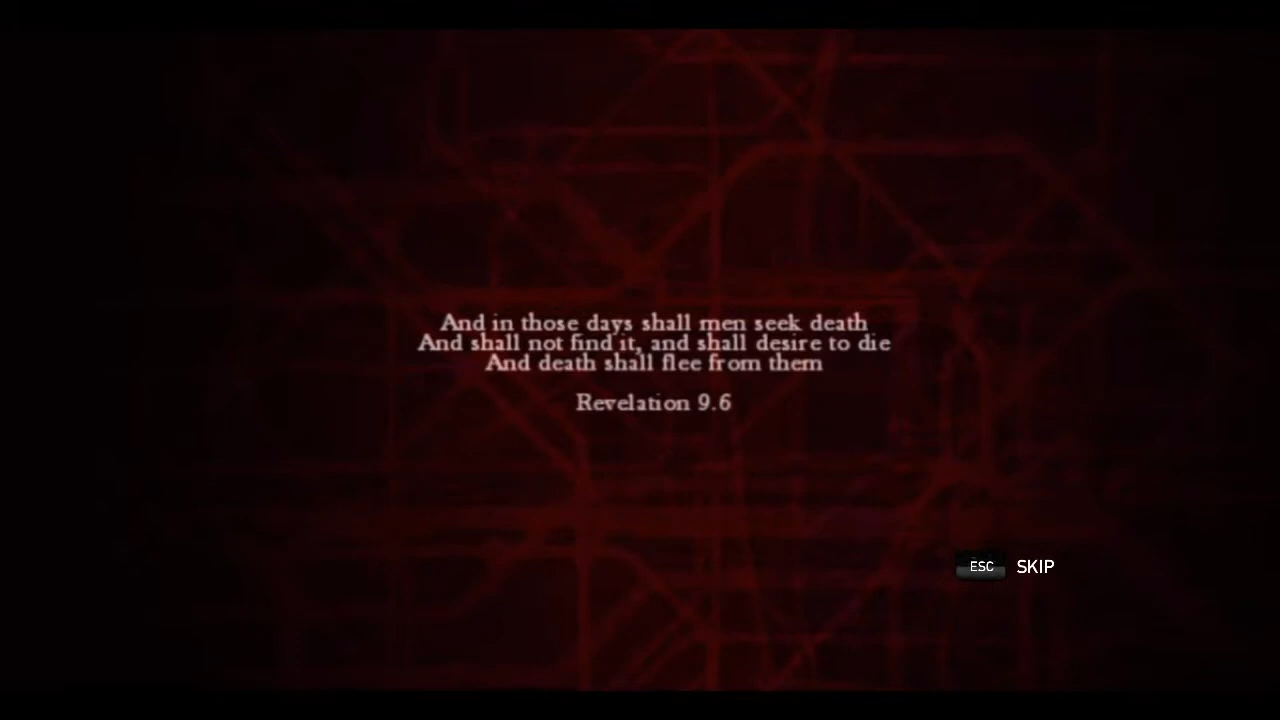 And in those days shall men seek death
And shall not find it, and shall desire to die
And death shall flee from them
Revelation 9.6
ESC SKIP